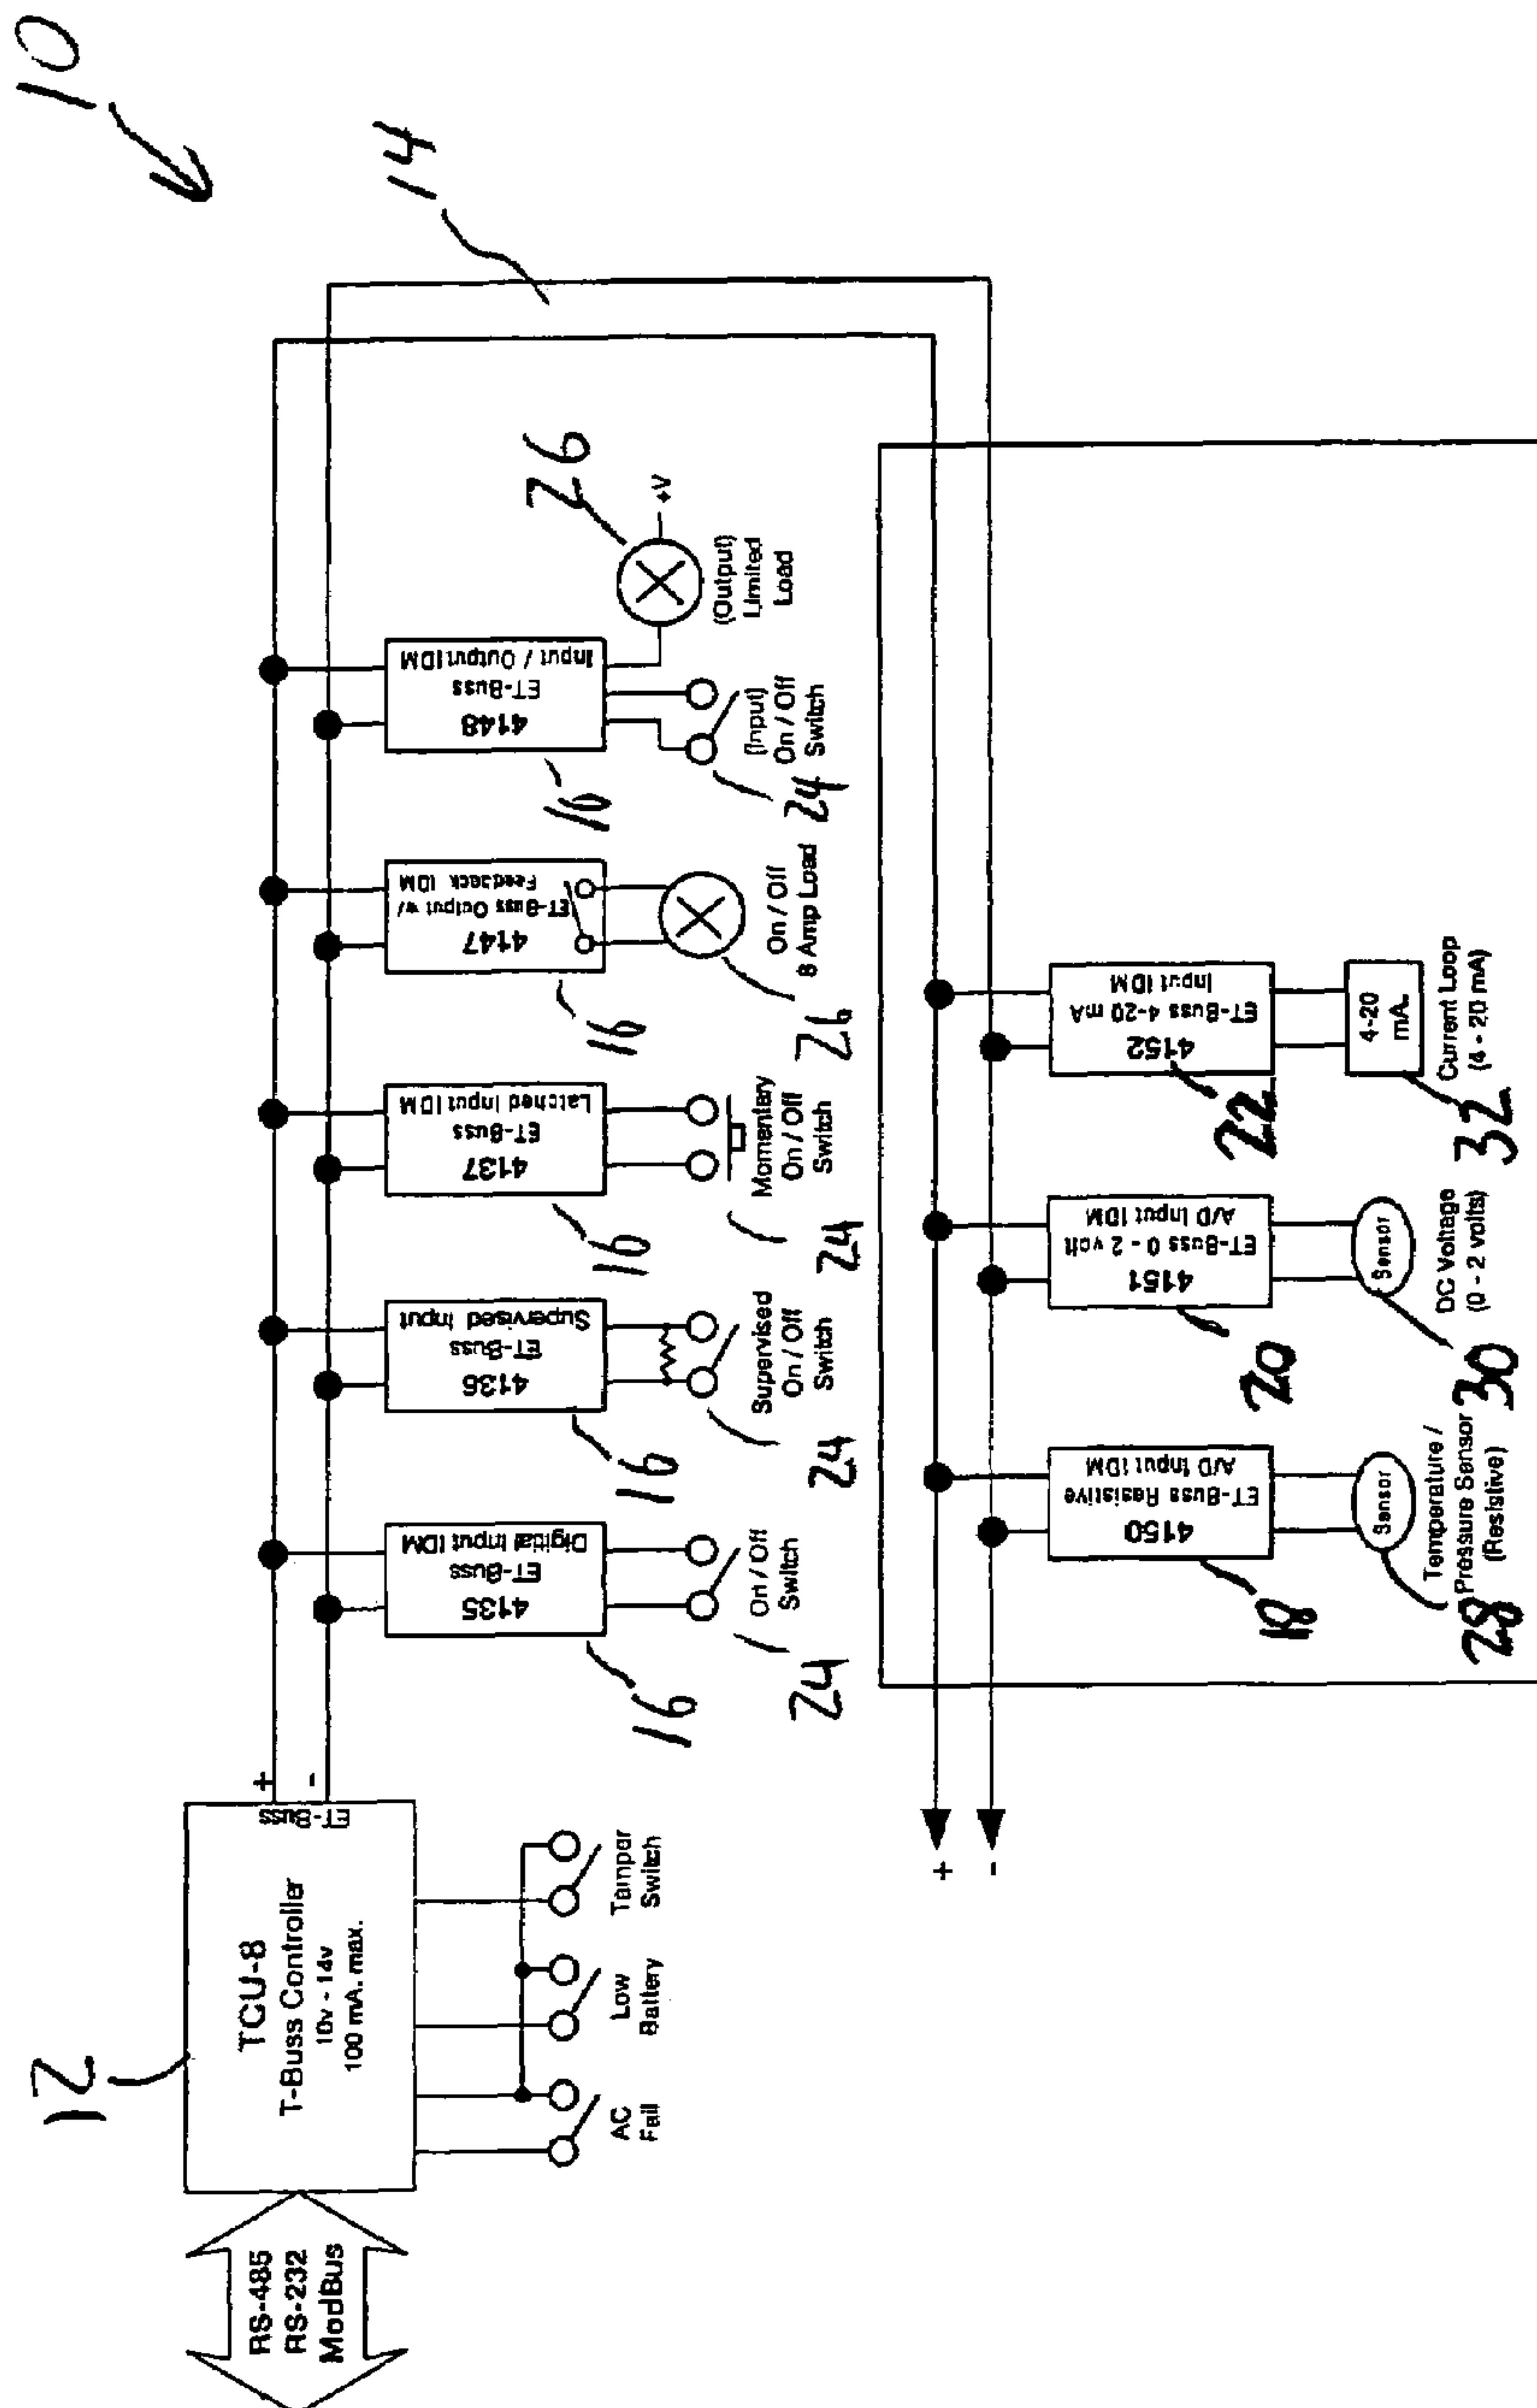 10
12
RS-485
RS-232
ModBus
TCU-8
T-Buss Controller
10v - 14v
100 mA. max.
ET-Buss
+
-
AC
Fail
Low
Battery
Tamper
Switch
14
4135
ET-Buss
Digitial Input IDM
16
On / Off
Switch
24
4136
ET-Buss
Supervised Input
16
Supervised
On / Off
Switch
24
4137
ET-Buss
Latched Input IDM
16
Momentary
On / Off
Switch
24
4147
ET-Buss Output w/
Feedback IDM
16
On / Off
8 Amp Load
26
4148
ET-Buss
Input / Output IDM
16
(Input)
On / Off
Switch
24
+V
(Output)
Limited
Load
26
+
-
4150
ET-Buss Resistive
A/D Input IDM
18
Sensor
Temperature /
Pressure Sensor
(Resistive)
28
4151
ET-Buss 0 - 2 volt
A/D Input IDM
20
Sensor
DC Voltage
(0 - 2 volts)
30
4152
ET-Buss 4-20 mA
Input IDM
22
4-20
mA.
Current Loop
(4 - 20 mA)
32